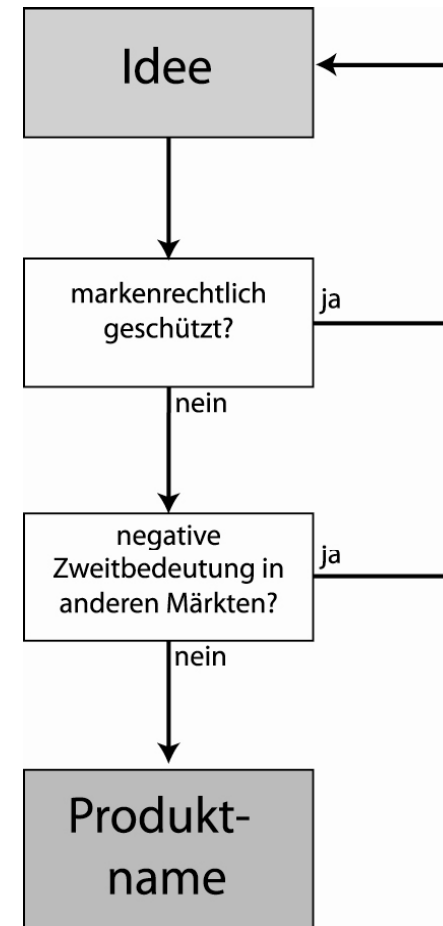 Idee
markenrechtlich
geschützt?
ja
nein
negative
Zweitbedeutung in
anderen Märkten?
ja
nein
Produkt-
name